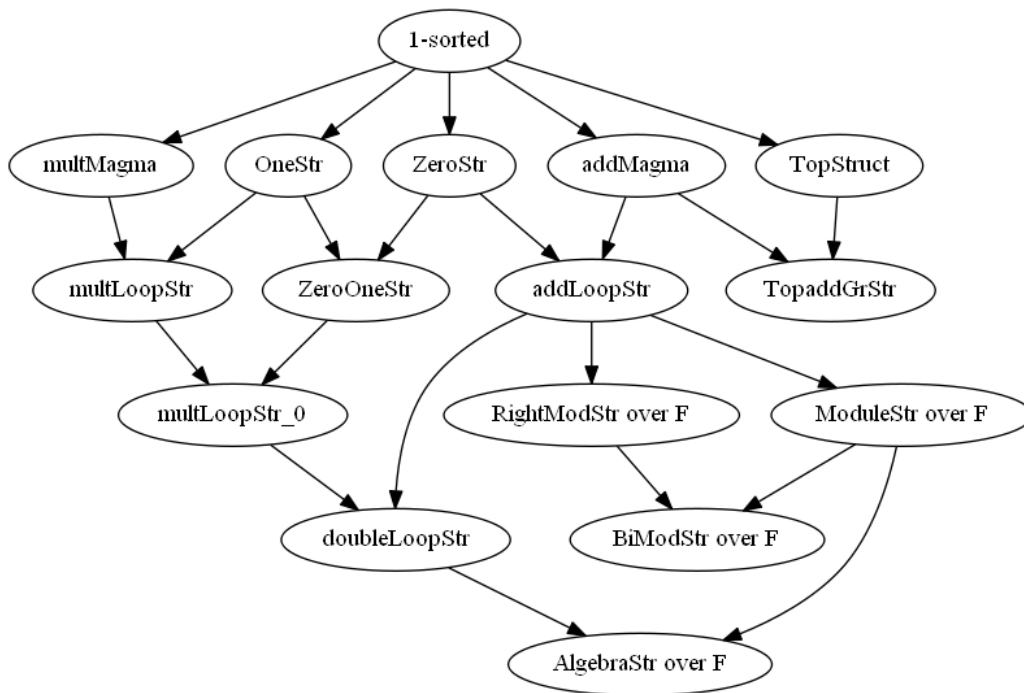 1-sorted
multMagma
OneStr
ZeroStr
addMagma
TopStruct
multLoopStr
ZeroOneStr
addLoopStr
TopaddGrStr
multLoopStr_0
RightModStr over F
ModuleStr over F
doubleLoopStr
BiModStr over F
AlgebraStr over F